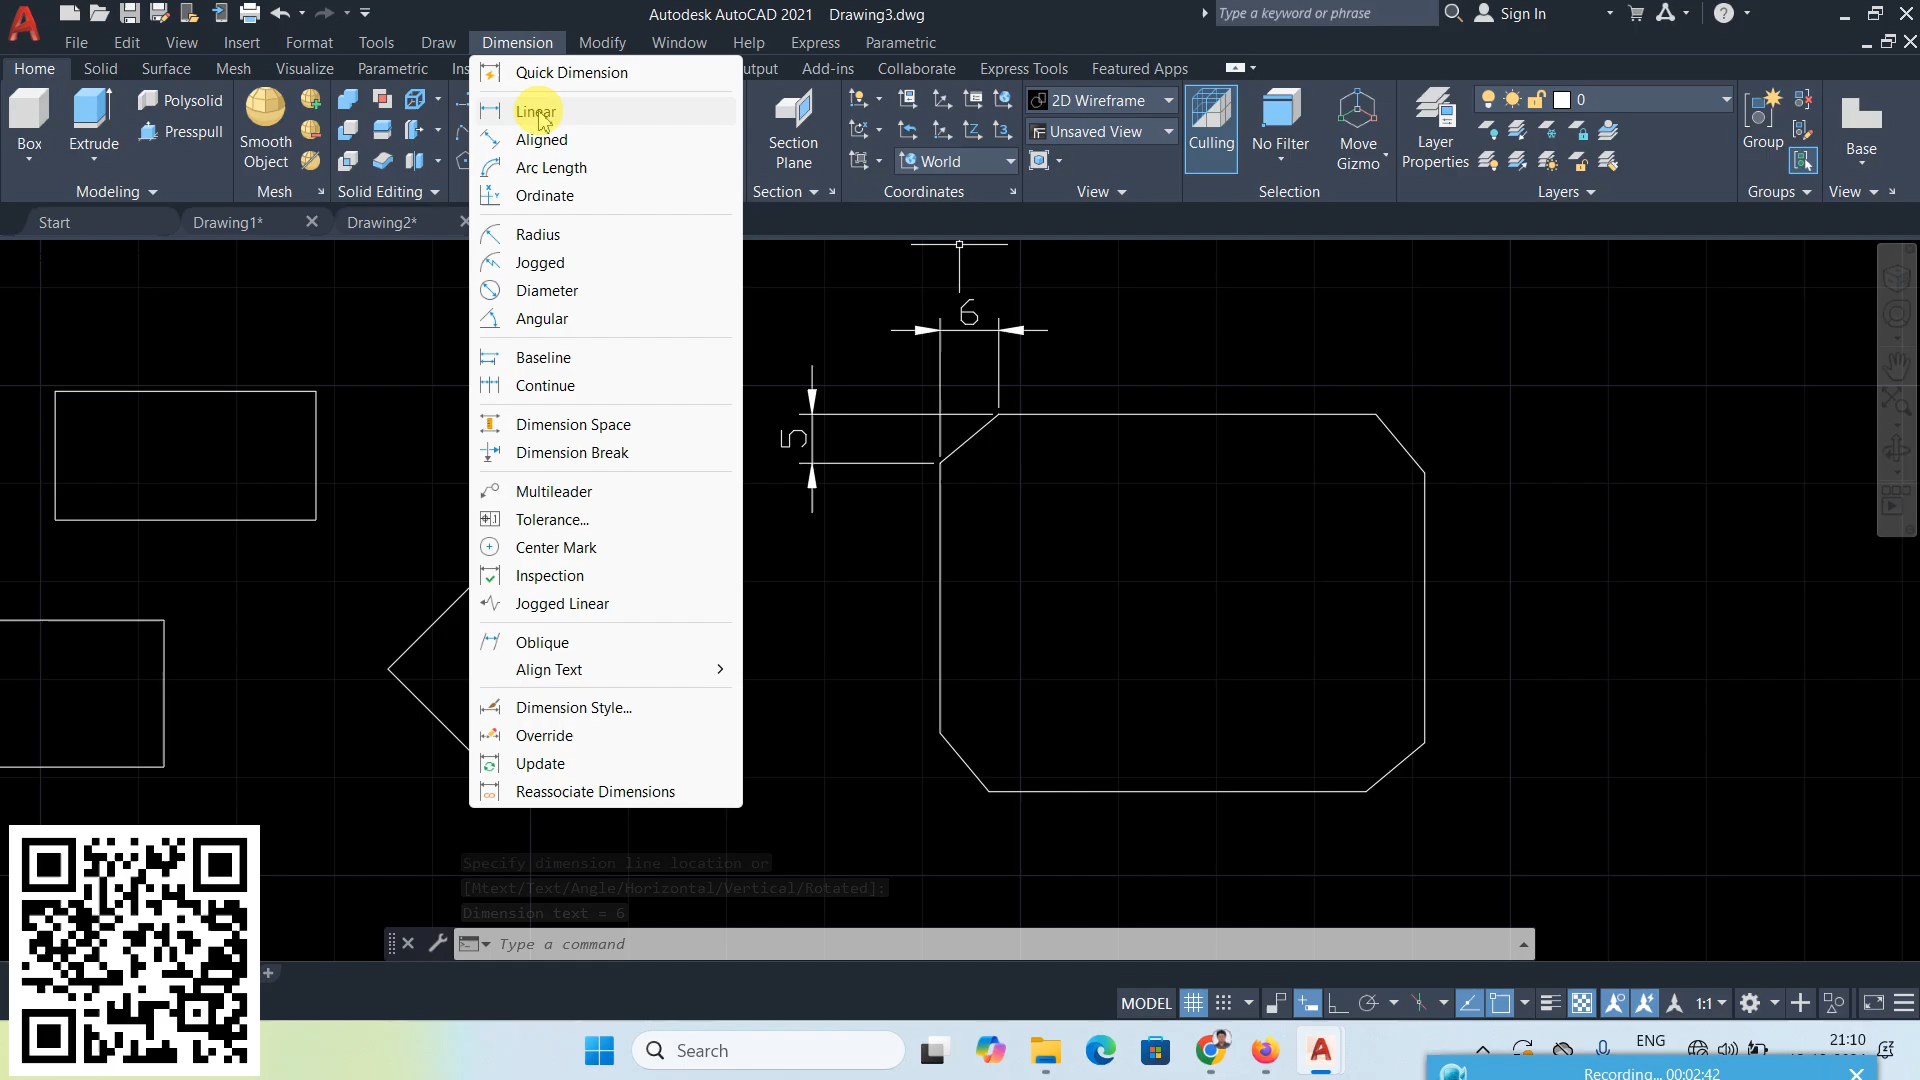 Autodesk AutoCAD 2021 Drawing3.dwg
Type a keyword or phrase
Sign In
File Edit View Insert Format Tools Draw Dimension Modify Window Help Express Parametric
Home Solid Surface Mesh Visualize Parametric Ins
utput Add-ins Collaborate Express Tools Featured Apps
Quick Dimension
Linear
Aligned
Arc Length
Ordinate
Radius
Jogged
Diameter
Angular
Baseline
Continue
Dimension Space
Dimension Break
Multileader
Tolerance...
Center Mark
Inspection
Jogged Linear
Oblique
Align Text
Dimension Style...
Override
Update
Reassociate Dimensions
Box
Extrude
Polysolid
Presspull
Smooth
Object
Section
Plane
World
2D Wireframe
Unsaved View
Culling
No Filter
Move
Gizmo
Layer
Properties
0
Group
Base
Modeling
Mesh
Solid Editing
Section
Coordinates
View
Selection
Layers
Groups
View
Start
Drawing1*
Drawing2*
6
5
Specify dimension line location or
[Mtext/Text/Angle/Horizontal/Vertical/Rotated]:
Dimension text = 6
Type a command
MODEL
1:1
Search
ENG
21:10
Recording... 00:02:42